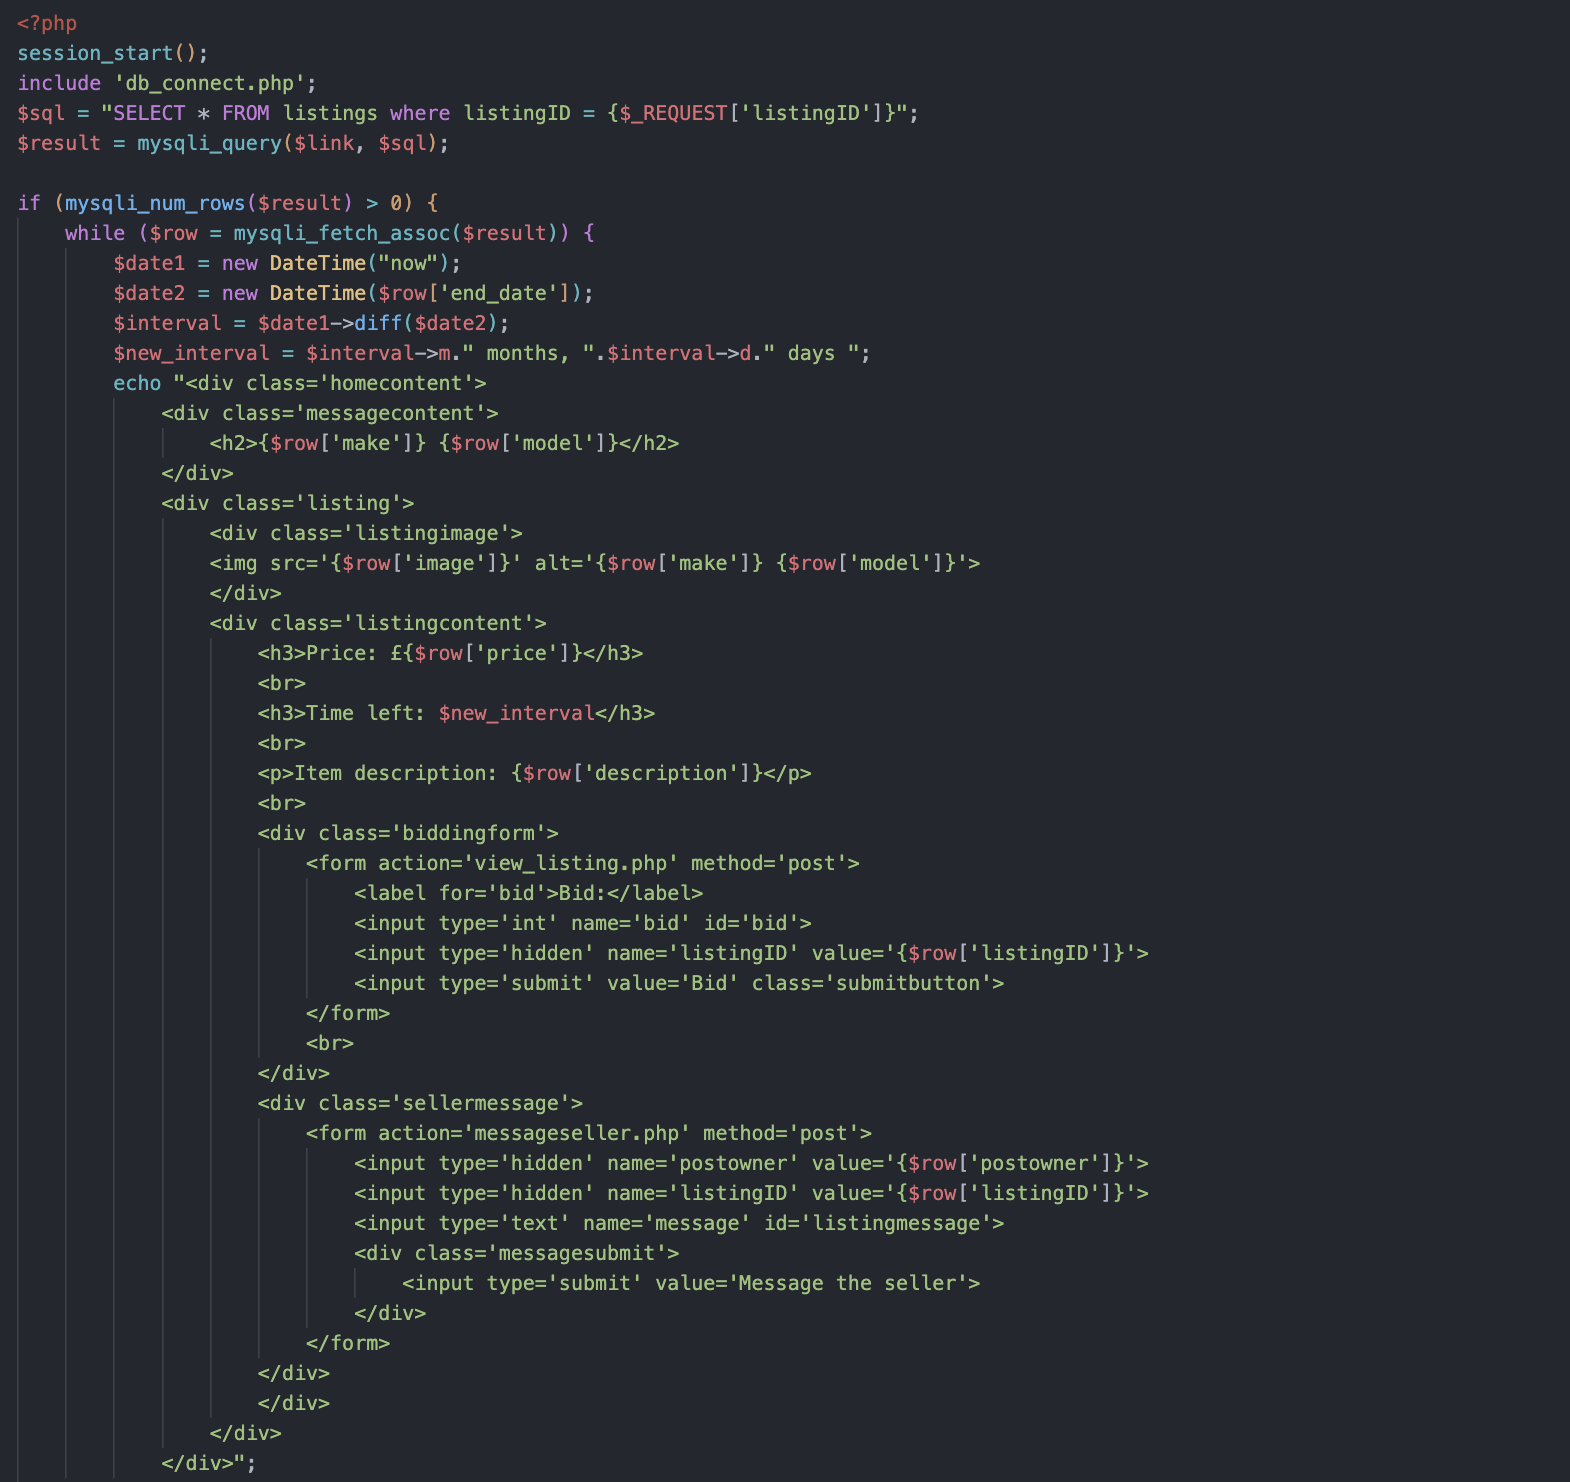 <?php
session_start();
include 'db_connect.php';
$sql = "SELECT * FROM listings where listingID = {$_REQUEST['listingID']}";
$result = mysqli_query($link, $sql);

if (mysqli_num_rows($result) > 0) {
    while ($row = mysqli_fetch_assoc($result)) {
        $date1 = new DateTime("now");
        $date2 = new DateTime($row['end_date']);
        $interval = $date1->diff($date2);
        $new_interval = $interval->m." months, ".$interval->d." days ";
        echo "<div class='homecontent'>
            <div class='messagecontent'>
                <h2>{$row['make']} {$row['model']}</h2>
            </div>
            <div class='listing'>
                <div class='listingimage'>
                <img src='{$row['image']}' alt='{$row['make']} {$row['model']}'>
                </div>
                <div class='listingcontent'>
                    <h3>Price: £{$row['price']}</h3>
                    <br>
                    <h3>Time left: $new_interval</h3>
                    <br>
                    <p>Item description: {$row['description']}</p>
                    <br>
                    <div class='biddingform'>
                        <form action='view_listing.php' method='post'>
                            <label for='bid'>Bid:</label>
                            <input type='int' name='bid' id='bid'>
                            <input type='hidden' name='listingID' value='{$row['listingID']}'>
                            <input type='submit' value='Bid' class='submitbutton'>
                        </form>
                        <br>
                    </div>
                    <div class='sellermessage'>
                        <form action='messageseller.php' method='post'>
                            <input type='hidden' name='postowner' value='{$row['postowner']}'>
                            <input type='hidden' name='listingID' value='{$row['listingID']}'>
                            <input type='text' name='message' id='listingmessage'>
                            <div class='messagesubmit'>
                                <input type='submit' value='Message the seller'>
                            </div>
                        </form>
                    </div>
                    </div>
                </div>
            </div>";